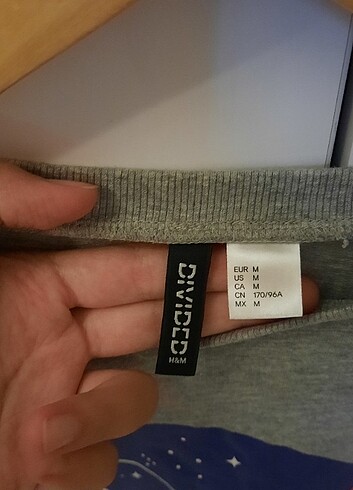 DIVIDED
H&M
EUR M
US M
CA M
CN 170/96A
MX M